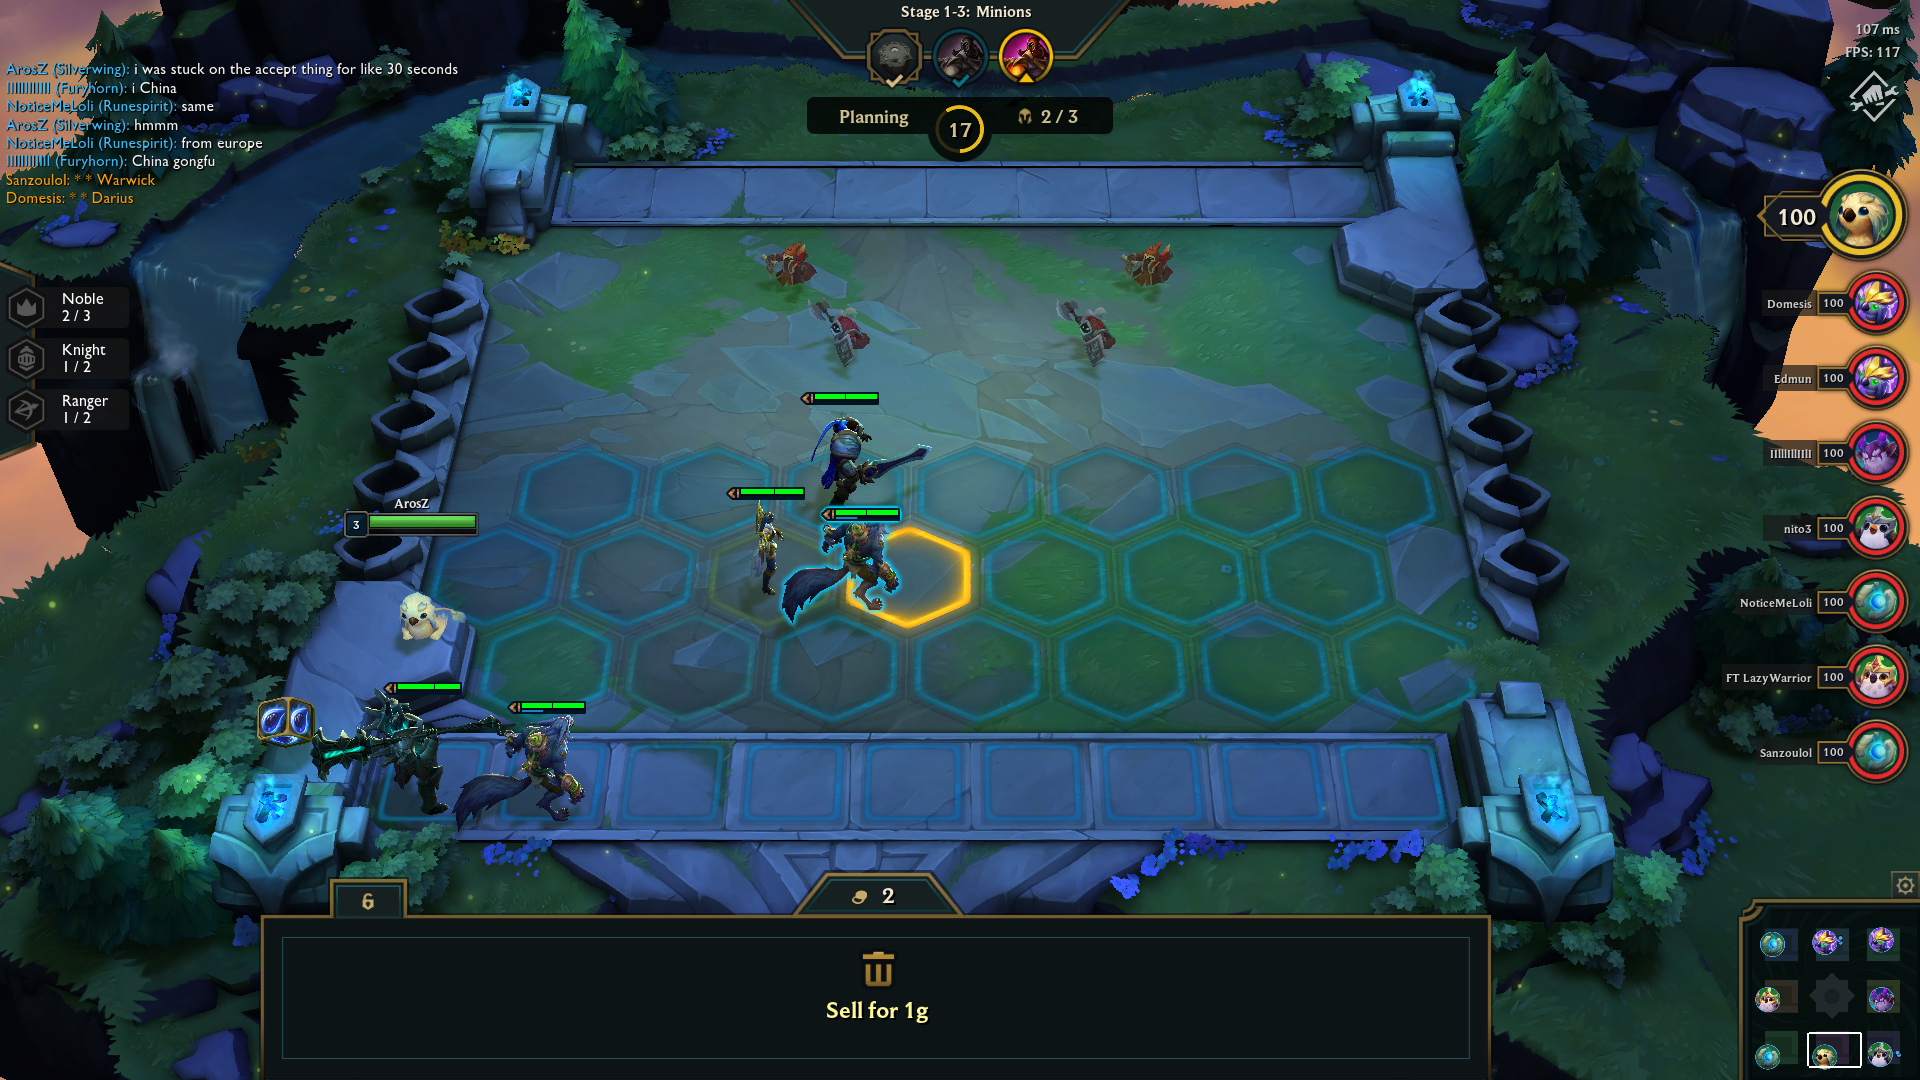 Stage 1-3: Minions
107 ms
FPS: 117
ArosZ (Silverwing): i was stuck on the accept thing for like 30 seconds
(Furyhorn): i China
NoticeMeLoli (Runespirit): same
ArosZ (Silverwing): hmmm
NoticeMeLoli (Runespirit): from europe
(Furyhorn): China gongfu
Sanzoulol: * * Warwick
Domesis: * * Darius
Planning
17
2 / 3
100
Noble
2 / 3
Knight
1 / 2
Ranger
1 / 2
Domesis 100
Edmun 100
100
nito3 100
NoticeMeLoli 100
FT LazyWarrior 100
Sanzoulol 100
ArosZ
3
6
2
Sell for 1g